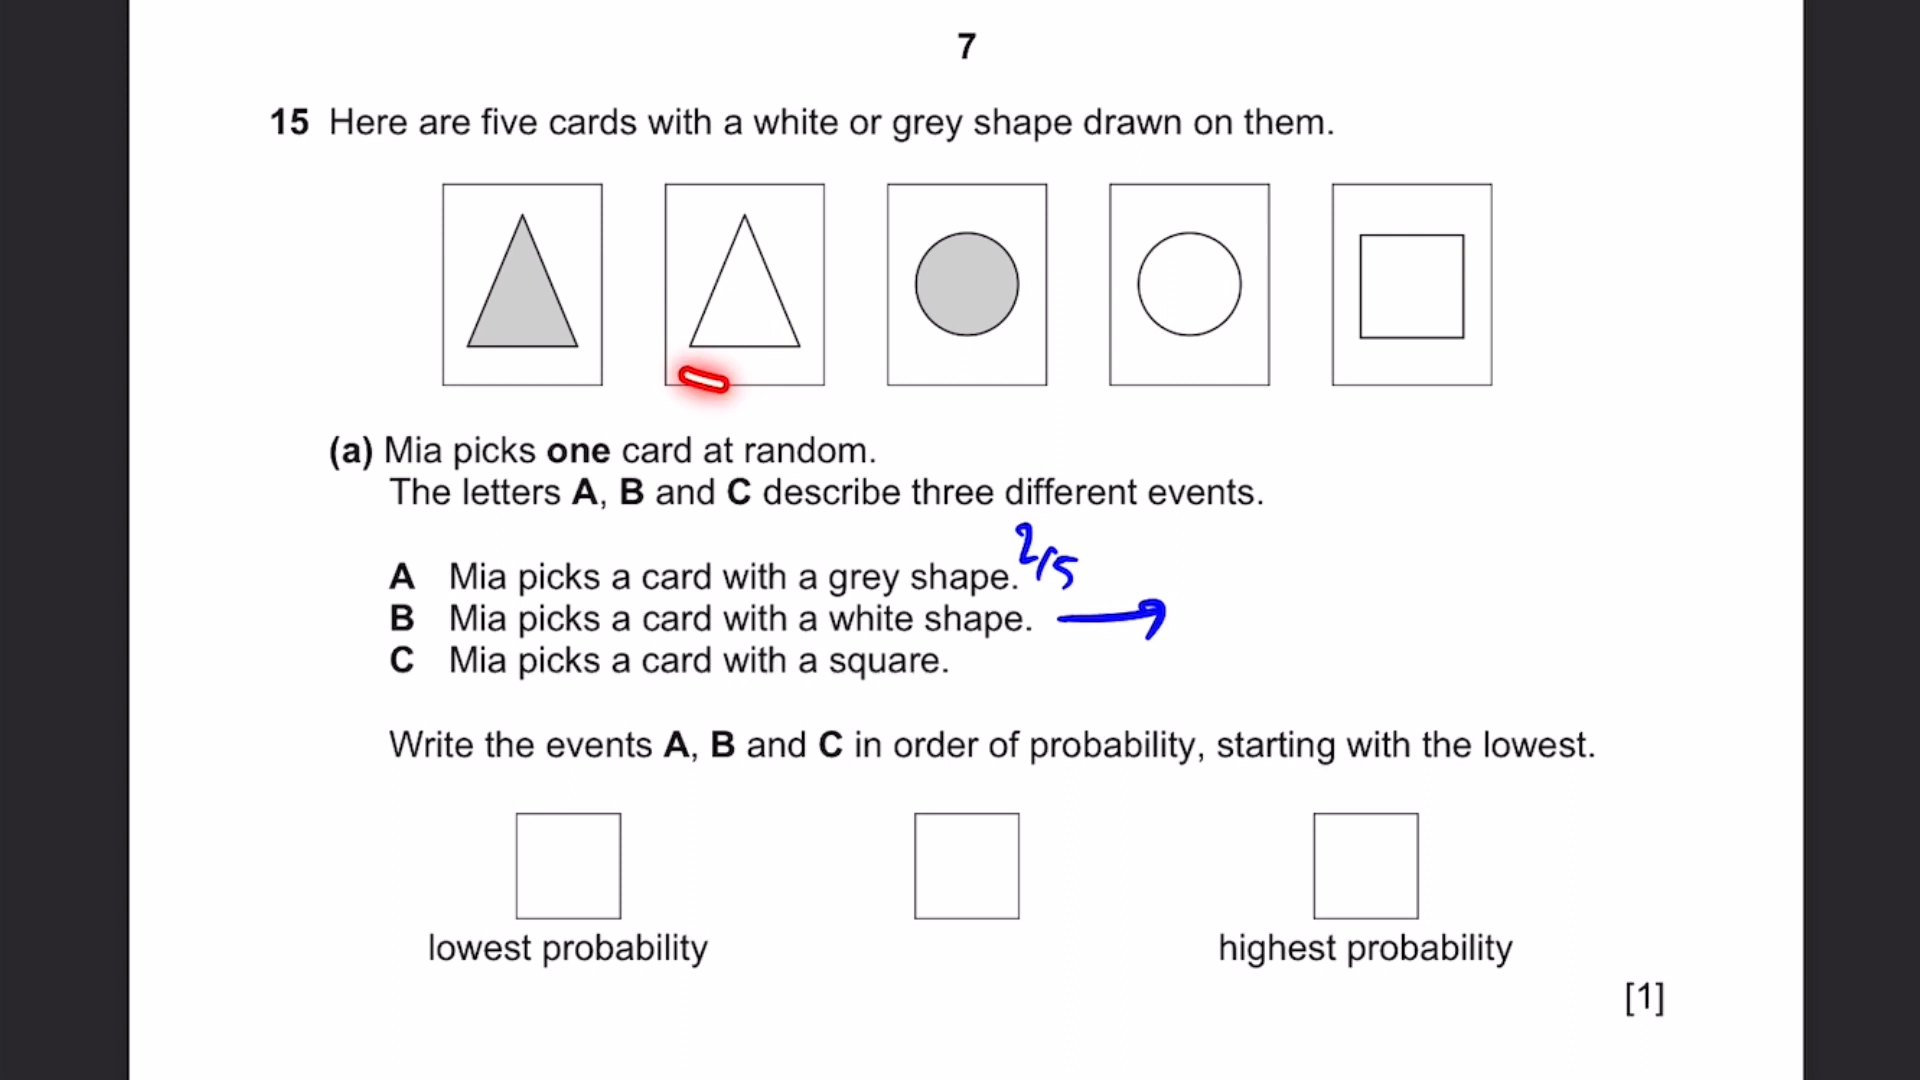 7
15 Here are five cards with a white or grey shape drawn on them.
(a) Mia picks one card at random.
The letters A, B and C describe three different events.
2/5
A Mia picks a card with a grey shape.
B Mia picks a card with a white shape.
C Mia picks a card with a square.
Write the events A, B and C in order of probability, starting with the lowest.
lowest probability
highest probability
[1]